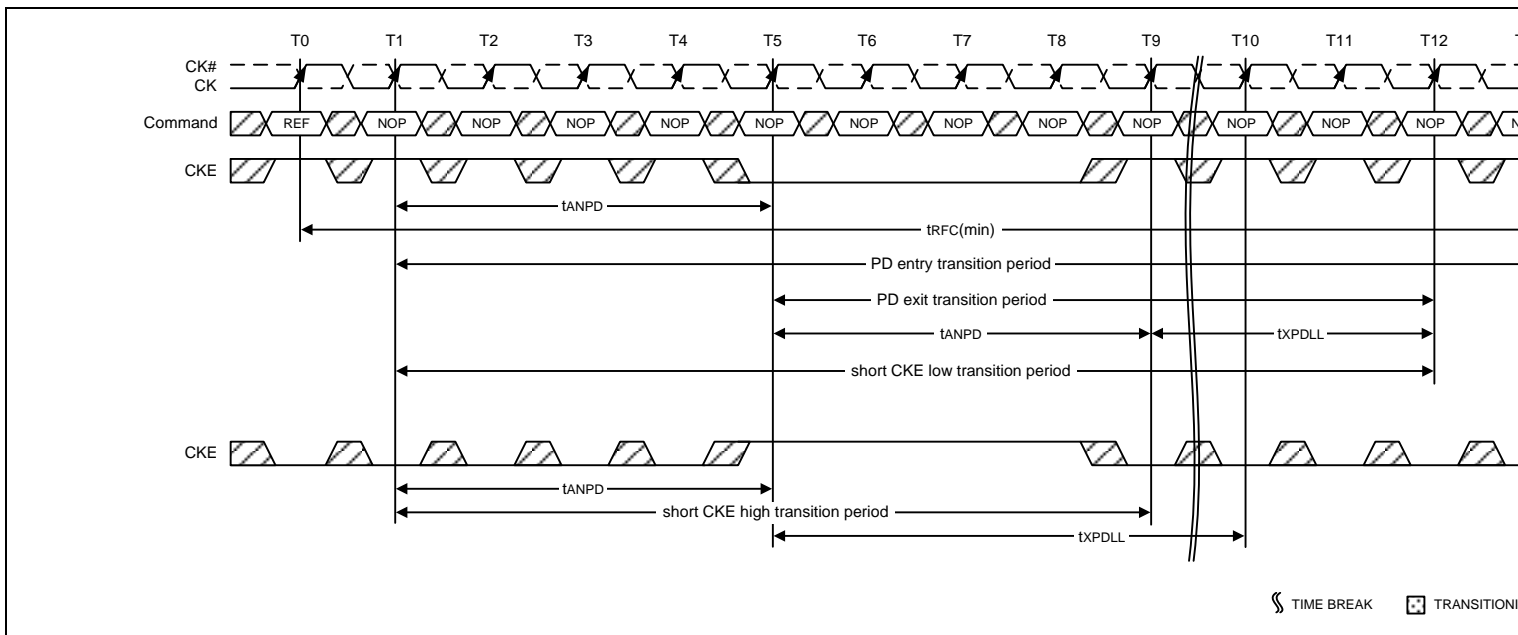 T0 T1 T2 T3 T4 T5 T6 T7 T8 T9 T10 T11 T12 T
CK#
CK
Command REF NOP NOP NOP NOP NOP NOP NOP NOP NOP NOP NOP NOP N
CKE
tANPD
tRFC(min)
PD entry transition period
PD exit transition period
tANPD tXPDLL
short CKE low transition period
CKE
tANPD
short CKE high transition period
tXPDLL
TIME BREAK TRANSITIONI